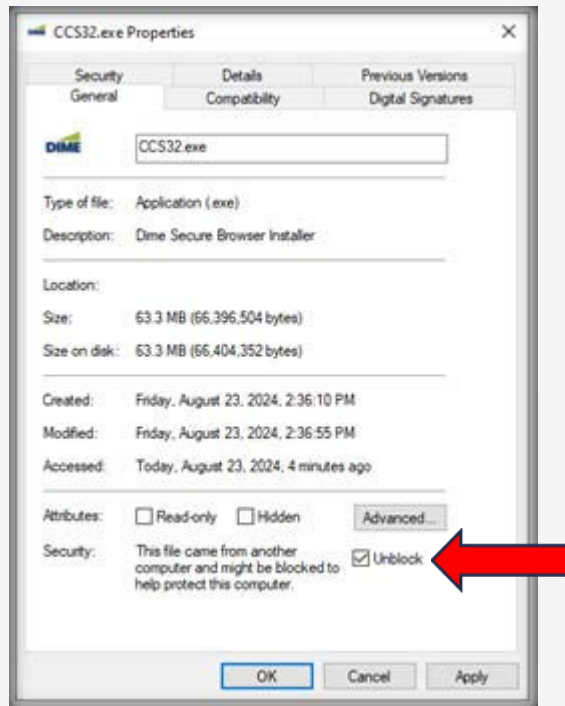 CCS32.exe Properties
Security Details Previous Versions
General Compatibility Digital Signatures
DIME CCS32.exe
Type of file: Application (.exe)
Description: Dime Secure Browser Installer
Location:
Size: 63.3 MB (66,396,504 bytes)
Size on disk: 63.3 MB (66,404,352 bytes)
Created: Friday, August 23, 2024, 2:36:10 PM
Modified: Friday, August 23, 2024, 2:36:55 PM
Accessed: Today, August 23, 2024, 4 minutes ago
Attributes: Read-only Hidden Advanced...
Security: This file came from another
computer and might be blocked to Unblock
help protect this computer.
OK Cancel Apply